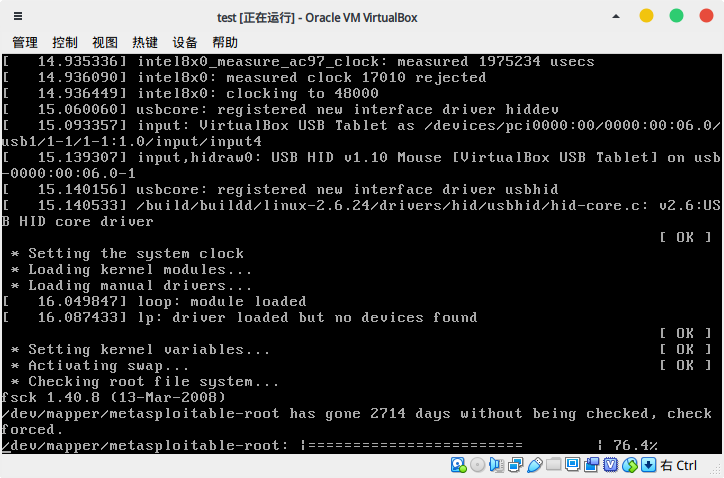 test [正在运行] - Oracle VM VirtualBox
管理 控制 视图 热键 设备 帮助
[   14.935336] intel8x0_measure_ac97_clock: measured 1975234 usecs
[   14.936090] intel8x0: measured clock 17010 rejected
[   14.936449] intel8x0: clocking to 48000
[   15.060060] usbcore: registered new interface driver hiddev
[   15.093357] input: VirtualBox USB Tablet as /devices/pci0000:00/0000:00:06.0/
usb1/1-1/1-1:1.0/input/input4
[   15.139307] input,hidraw0: USB HID v1.10 Mouse [VirtualBox USB Tablet] on usb
-0000:00:06.0-1
[   15.140156] usbcore: registered new interface driver usbhid
[   15.140533] /build/buildd/linux-2.6.24/drivers/hid/usbhid/hid-core.c: v2.6:US
B HID core driver
[ OK ]
* Setting the system clock
* Loading kernel modules...
* Loading manual drivers...
[   16.049847] loop: module loaded
[   16.087433] lp: driver loaded but no devices found
[ OK ]
* Setting kernel variables... [ OK ]
* Activating swap... [ OK ]
* Checking root file system...
fsck 1.40.8 (13-Mar-2008)
/dev/mapper/metasploitable-root has gone 2714 days without being checked, check
forced.
/dev/mapper/metasploitable-root: |======================== | 76.4%
右 Ctrl